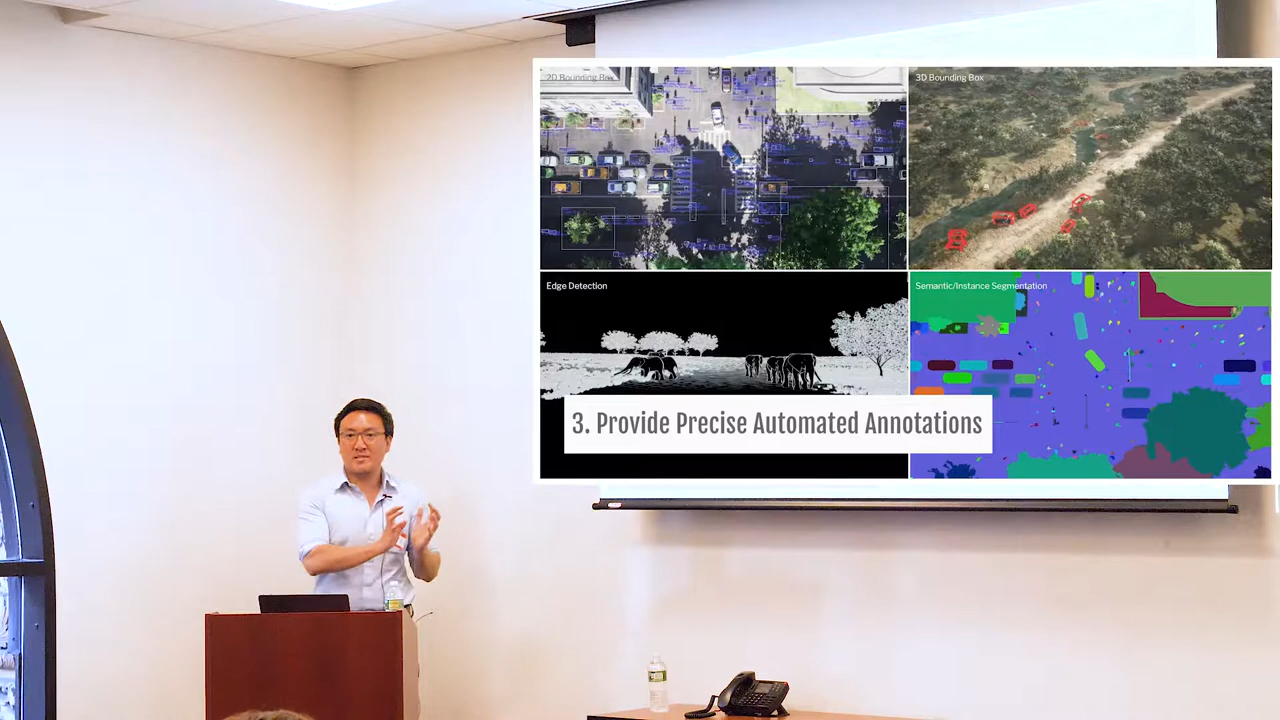 2D Bounding Box
3D Bounding Box
Edge Detection
Semantic/Instance Segmentation
3. Provide Precise Automated Annotations